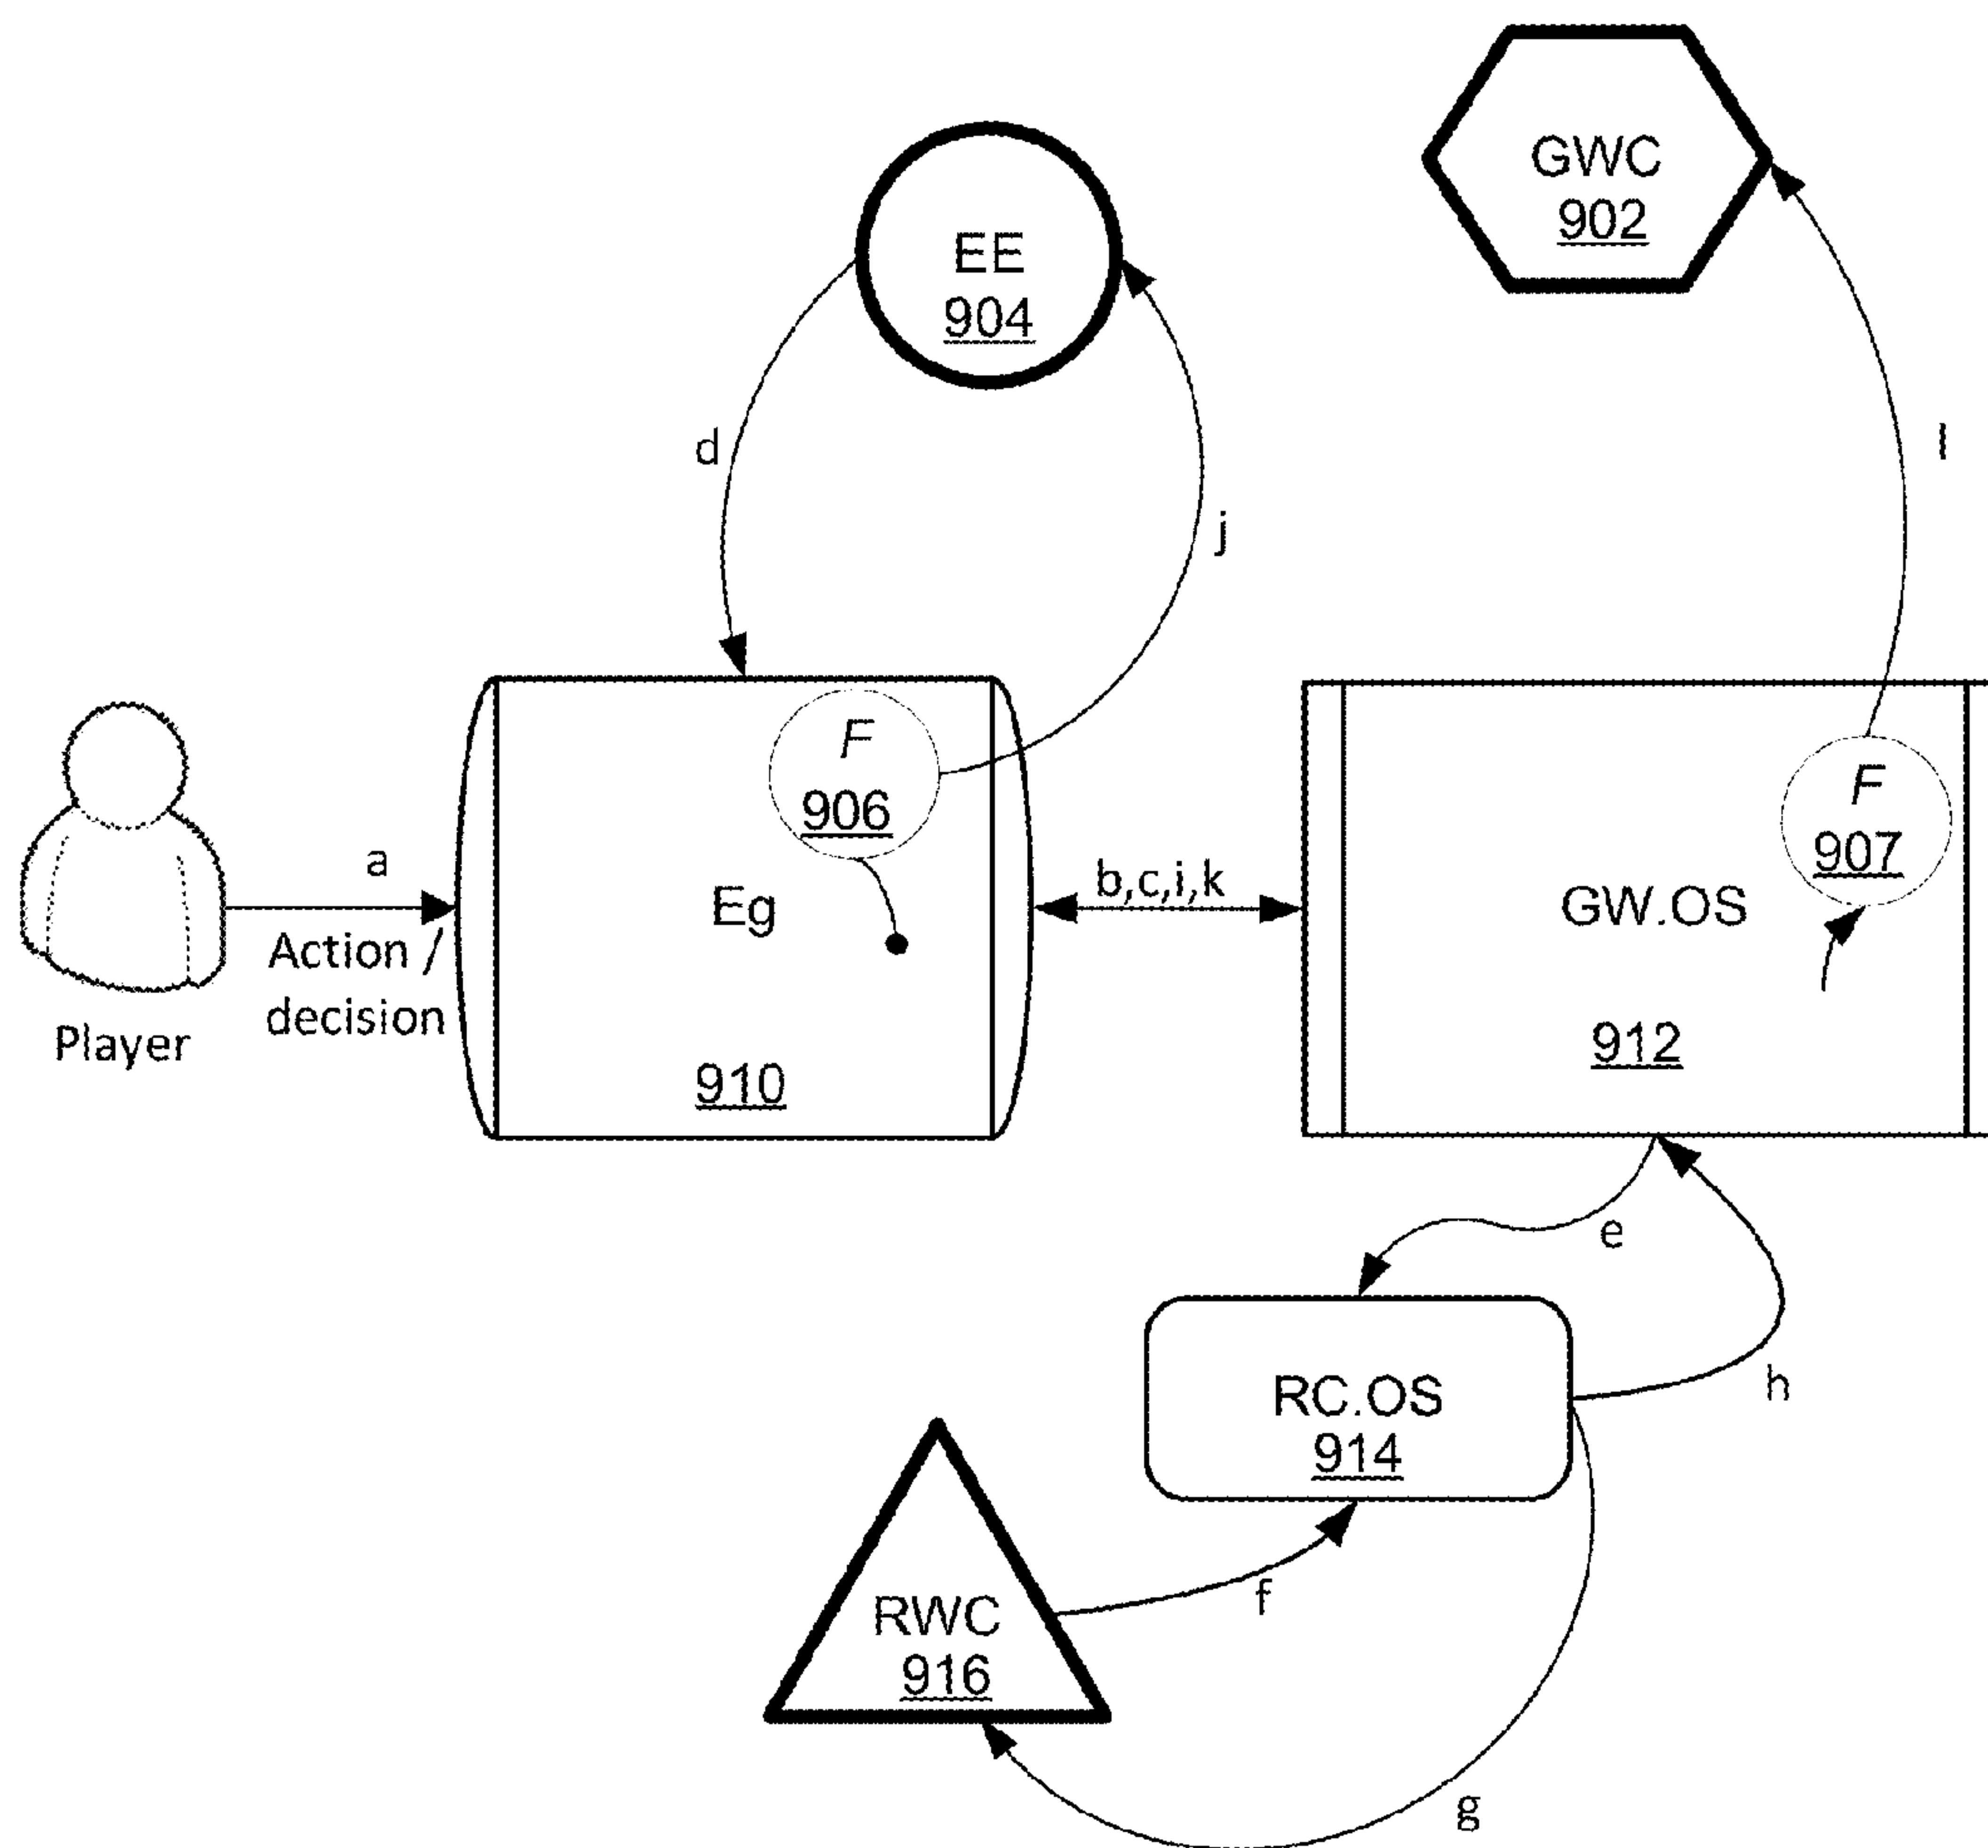 GWC
902
EE
904
d
l
j
F
906
F
907
a
b,c,i,k
Eg
GW.OS
Action /
decision
Player
910
912
e
h
RC.OS
914
f
RWC
916
g